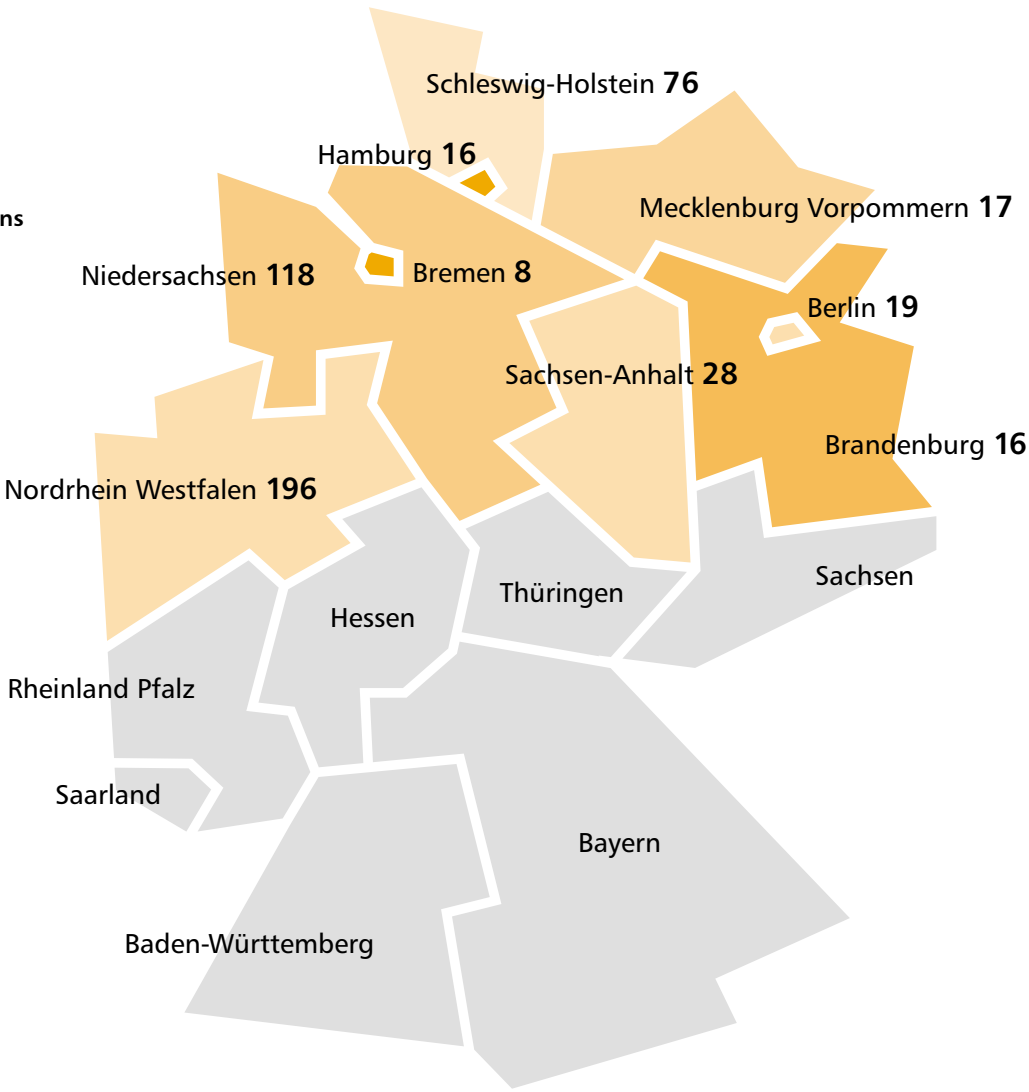 Schleswig-Holstein 76
Hamburg 16
Mecklenburg Vorpommern 17
ns
Niedersachsen 118
Bremen 8
Berlin 19
Sachsen-Anhalt 28
Brandenburg 16
Nordrhein Westfalen 196
Sachsen
Thüringen
Hessen
Rheinland Pfalz
Saarland
Bayern
Baden-Württemberg